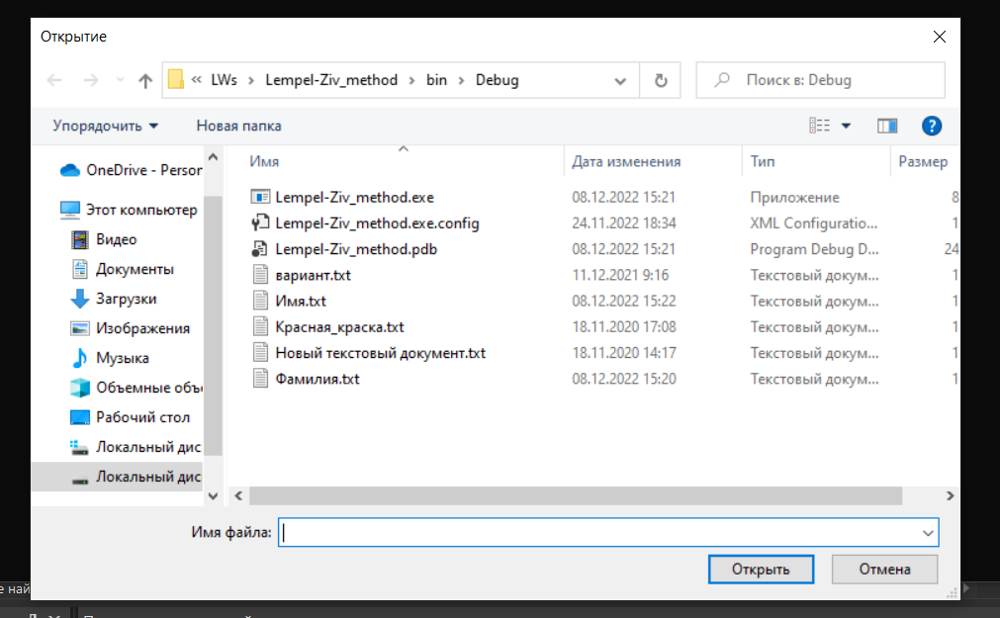 Открытие
« LWs › Lempel-Ziv_method › bin › Debug
Поиск в: Debug
Упорядочить
Новая папка
OneDrive - Person
Этот компьютер
Видео
Документы
Загрузки
Изображения
Музыка
Объемные объе
Рабочий стол
Локальный дис
Локальный дис
Имя Дата изменения Тип Размер
Lempel-Ziv_method.exe 08.12.2022 15:21 Приложение 8
Lempel-Ziv_method.exe.config 24.11.2022 18:34 XML Configuratio... 1
Lempel-Ziv_method.pdb 08.12.2022 15:21 Program Debug D... 24
вариант.txt 11.12.2021 9:16 Текстовый докум... 1
Имя.txt 08.12.2022 15:22 Текстовый докум... 1
Красная_краска.txt 18.11.2020 17:08 Текстовый докум... 1
Новый текстовый документ.txt 18.11.2020 14:17 Текстовый докум... 1
Фамилия.txt 08.12.2022 15:20 Текстовый докум... 1
Имя файла:
Открыть
Отмена
е най